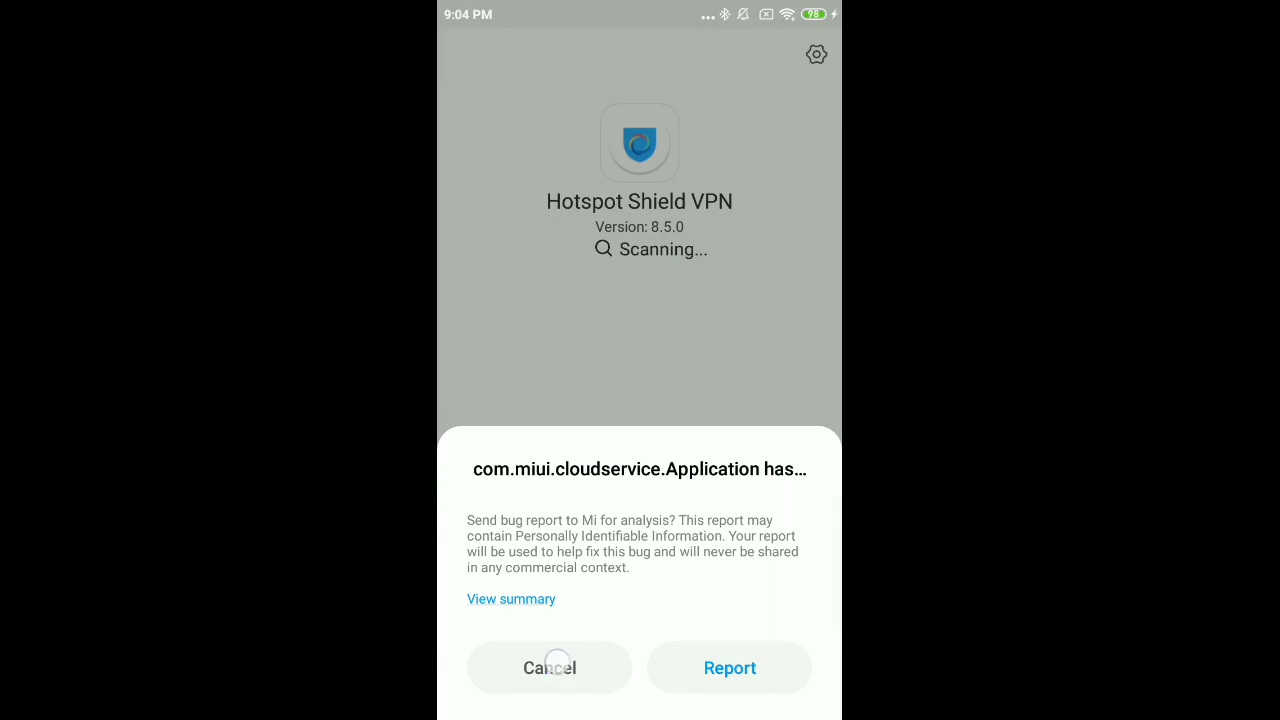 9:04 PM
98
Hotspot Shield VPN
Version: 8.5.0
Scanning...
com.miui.cloudservice.Application has...
Send bug report to Mi for analysis? This report may
contain Personally Identifiable Information. Your report
will be used to help fix this bug and will never be shared
in any commercial context.
View summary
Cancel
Report